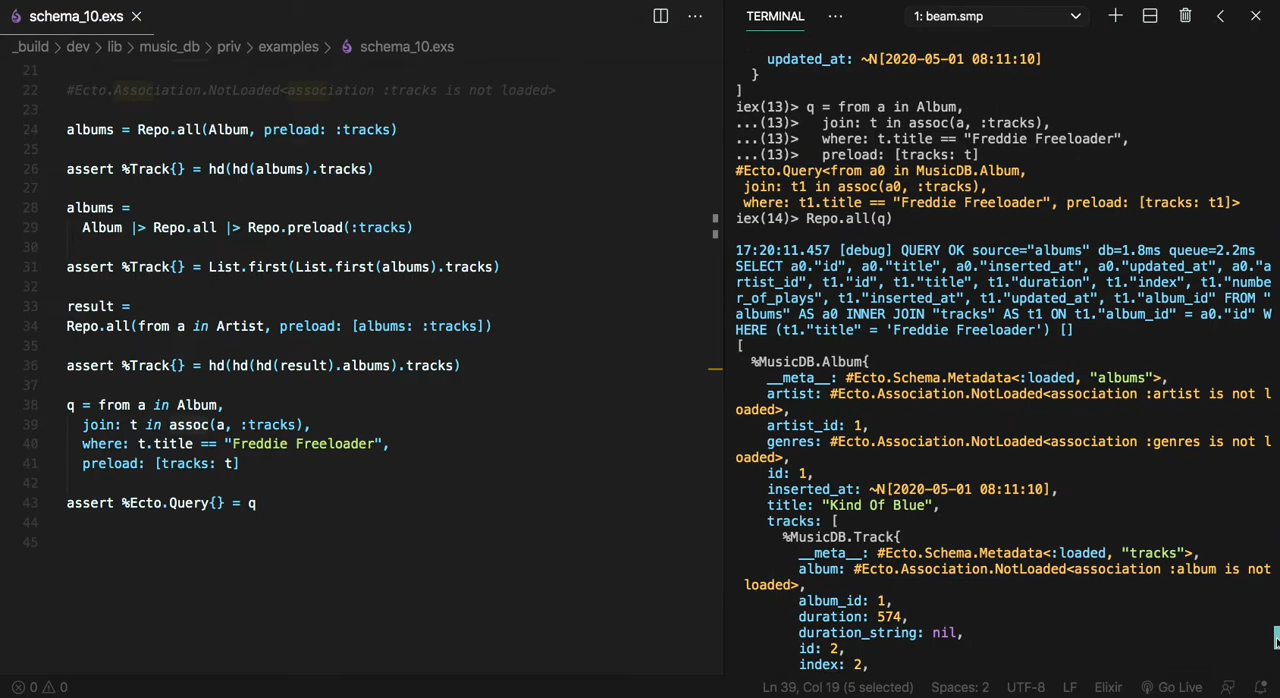 schema_10.exs
_build > dev > lib > music_db > priv > examples > schema_10.exs
21
22 #Ecto.Association.NotLoaded<association :tracks is not loaded>
23
24 albums = Repo.all(Album, preload: :tracks)
25
26 assert %Track{} = hd(hd(albums).tracks)
27
28 albums =
29   Album |> Repo.all |> Repo.preload(:tracks)
30
31 assert %Track{} = List.first(List.first(albums).tracks)
32
33 result =
34 Repo.all(from a in Artist, preload: [albums: :tracks])
35
36 assert %Track{} = hd(hd(hd(result).albums).tracks)
37
38 q = from a in Album,
39   join: t in assoc(a, :tracks),
40   where: t.title == "Freddie Freeloader",
41   preload: [tracks: t]
42
43 assert %Ecto.Query{} = q
44
45
TERMINAL
1: beam.smp
updated_at: ~N[2020-05-01 08:11:10]
}
]
iex(13)> q = from a in Album,
...(13)>   join: t in assoc(a, :tracks),
...(13)>   where: t.title == "Freddie Freeloader",
...(13)>   preload: [tracks: t]
#Ecto.Query<from a0 in MusicDB.Album,
join: t1 in assoc(a0, :tracks),
where: t1.title == "Freddie Freeloader", preload: [tracks: t1]>
iex(14)> Repo.all(q)
17:20:11.457 [debug] QUERY OK source="albums" db=1.8ms queue=2.2ms
SELECT a0."id", a0."title", a0."inserted_at", a0."updated_at", a0."a
rtist_id", t1."id", t1."title", t1."duration", t1."index", t1."numbe
r_of_plays", t1."inserted_at", t1."updated_at", t1."album_id" FROM "
albums" AS a0 INNER JOIN "tracks" AS t1 ON t1."album_id" = a0."id" W
HERE (t1."title" = 'Freddie Freeloader') []
[
%MusicDB.Album{
__meta__: #Ecto.Schema.Metadata<:loaded, "albums">,
artist: #Ecto.Association.NotLoaded<association :artist is not l
oaded>,
artist_id: 1,
genres: #Ecto.Association.NotLoaded<association :genres is not l
oaded>,
id: 1,
inserted_at: ~N[2020-05-01 08:11:10],
title: "Kind Of Blue",
tracks: [
%MusicDB.Track{
__meta__: #Ecto.Schema.Metadata<:loaded, "tracks">,
album: #Ecto.Association.NotLoaded<association :album is not
loaded>,
album_id: 1,
duration: 574,
duration_string: nil,
id: 2,
index: 2,
0 0
Ln 39, Col 19 (5 selected) Spaces: 2 UTF-8 LF Elixir Go Live